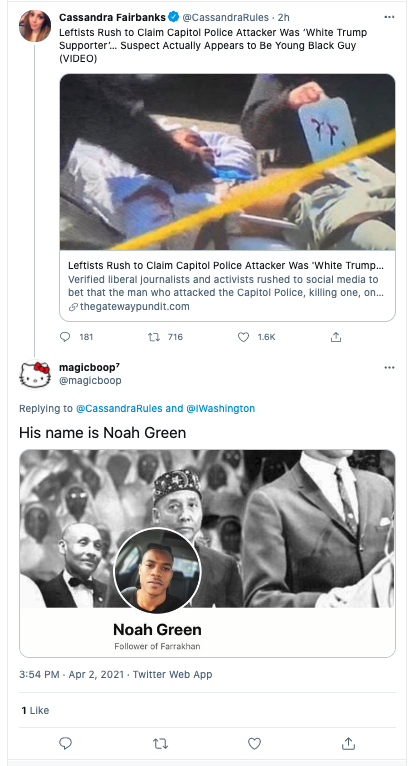 Cassandra Fairbanks @CassandraRules · 2h
Leftists Rush to Claim Capitol Police Attacker Was 'White Trump
Supporter'... Suspect Actually Appears to Be Young Black Guy
(VIDEO)
Leftists Rush to Claim Capitol Police Attacker Was 'White Trump...
Verified liberal journalists and activists rushed to social media to
bet that the man who attacked the Capitol Police, killing one, on...
thegatewaypundit.com
181 716 1.6K
magicboop⁷
@magicboop
Replying to @CassandraRules and @IWashington
His name is Noah Green
Noah Green
Follower of Farrakhan
3:54 PM · Apr 2, 2021 · Twitter Web App
1 Like